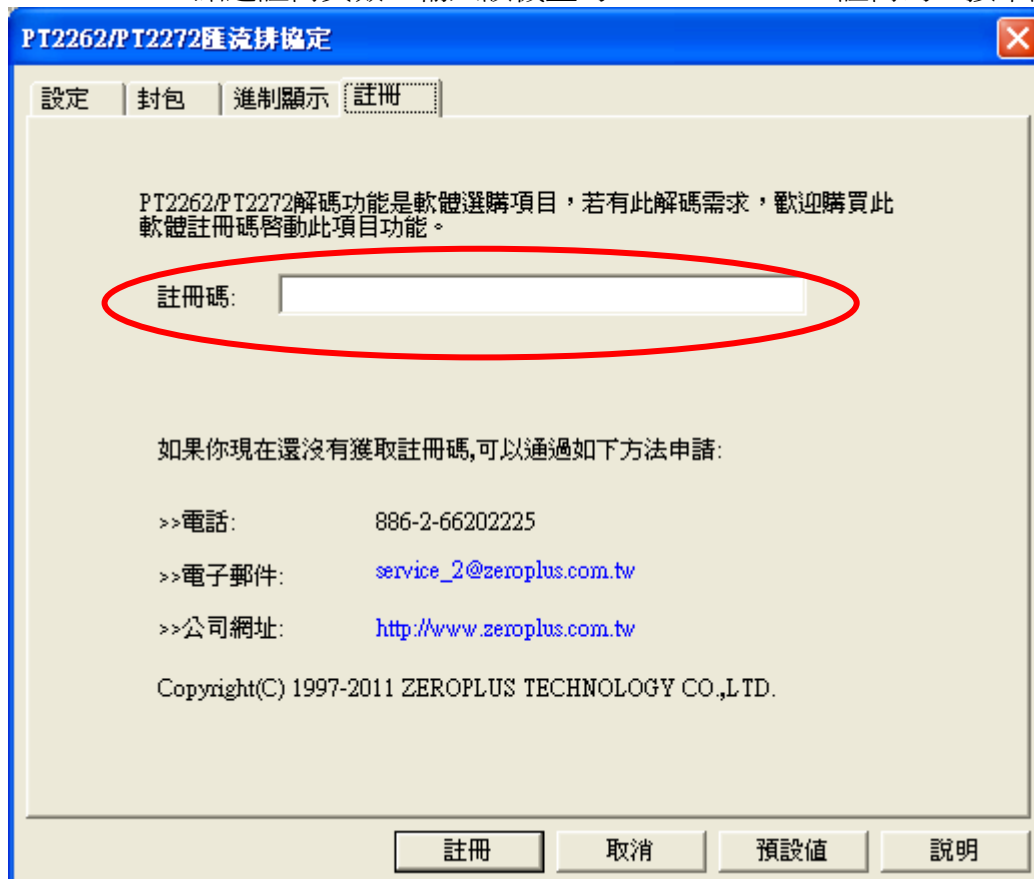 PT2262/PT2272匯流排協定
設定 封包 進制顯示 註冊
PT2262/PT2272解碼功能是軟體選購項目，若有此解碼需求，歡迎購買此
軟體註冊碼啓動此項目功能。
註冊碼:
如果你現在還沒有獲取註冊碼,可以通過如下方法申請:
>>電話: 886-2-66202225
>>電子郵件: service_2@zeroplus.com.tw
>>公司網址: http://www.zeroplus.com.tw
Copyright(C) 1997-2011 ZEROPLUS TECHNOLOGY CO.,LTD.
註冊 取消 預設值 說明